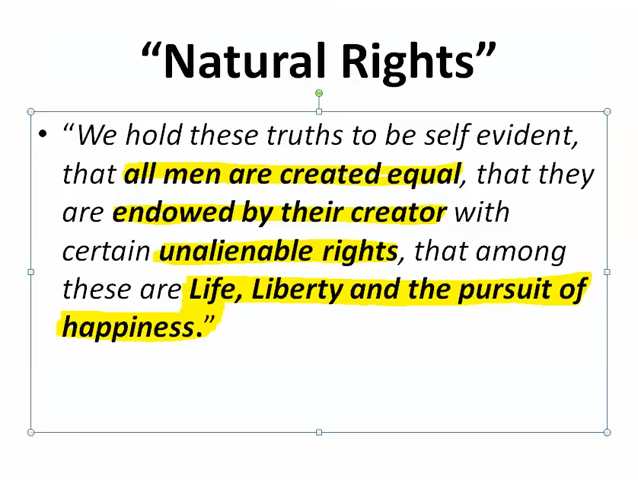 “Natural Rights”
• “We hold these truths to be self evident,
that all men are created equal, that they
are endowed by their creator with
certain unalienable rights, that among
these are Life, Liberty and the pursuit of
happiness.”